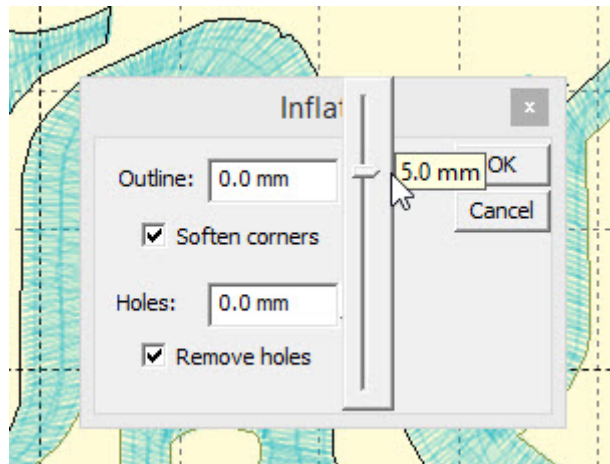 Inflat
x
Outline: 0.0 mm
5.0 mm
OK
Soften corners
Cancel
Holes: 0.0 mm
Remove holes